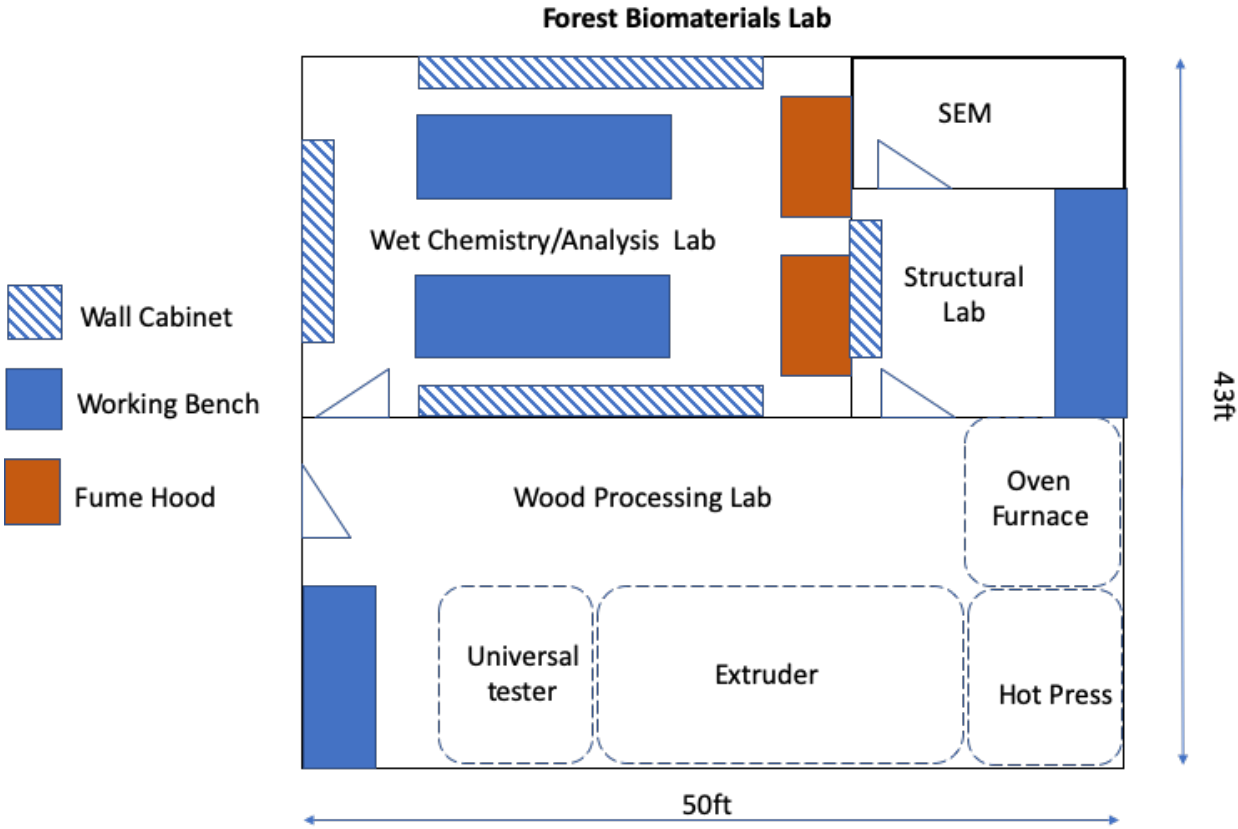 Forest Biomaterials Lab
SEM
Wet Chemistry/Analysis Lab
Structural
Lab
Wall Cabinet
Working Bench
Fume Hood
43ft
Wood Processing Lab
Oven
Furnace
Universal
tester
Extruder
Hot Press
50ft